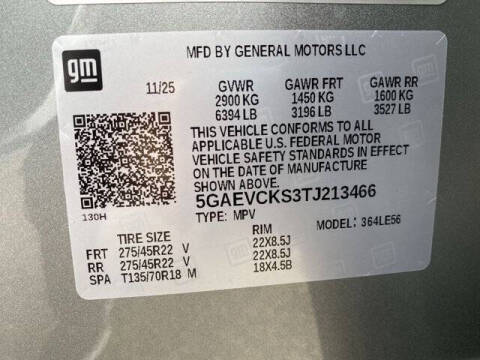 gm
MFD BY GENERAL MOTORS LLC
11/25 GVWR GAWR FRT GAWR RR
2900 KG 1450 KG 1600 KG
6394 LB 3196 LB 3527 LB
THIS VEHICLE CONFORMS TO ALL
APPLICABLE U.S. FEDERAL MOTOR
VEHICLE SAFETY STANDARDS IN EFFECT
ON THE DATE OF MANUFACTURE
SHOWN ABOVE.
130H 5GAEVCKS3TJ213466
TYPE: MPV MODEL: 364LE56
TIRE SIZE RIM
FRT 275/45R22 V 22X8.5J
RR 275/45R22 V 22X8.5J
SPA T135/70R18 M 18X4.5B